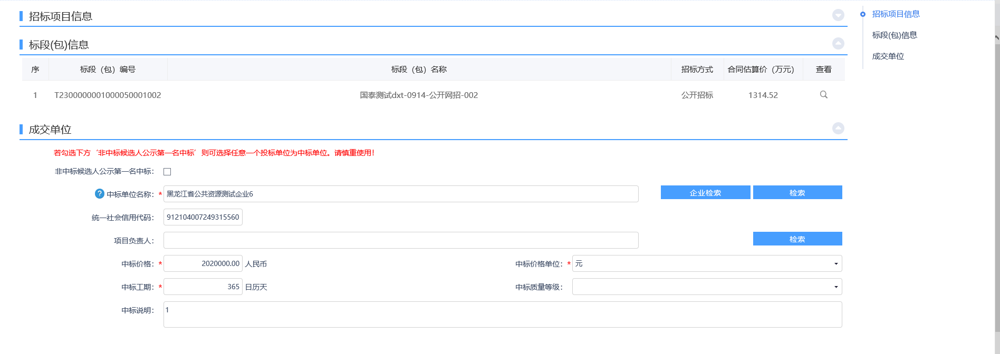 招标项目信息
标段(包)信息
序 标段（包）编号 标段（包）名称 招标方式 合同估算价（万元） 查看
1 T2300000001000050001002 国泰测试dxt-0914-公开网招-002 公开招标 1314.52
成交单位
若勾选下方‘非中标候选人公示第一名中标’则可选择任意一个投标单位为中标单位。请慎重使用！
非中标候选人公示第一名中标：
? 中标单位名称：* 黑龙江省公共资源测试企业6 企业检索 检索
统一社会信用代码： 912104007249315560
项目负责人： 检索
中标价格：* 2020000.00 人民币 中标价格单位：* 元
中标工期：* 365 日历天 中标质量等级：
中标说明： 1
招标项目信息
标段(包)信息
成交单位